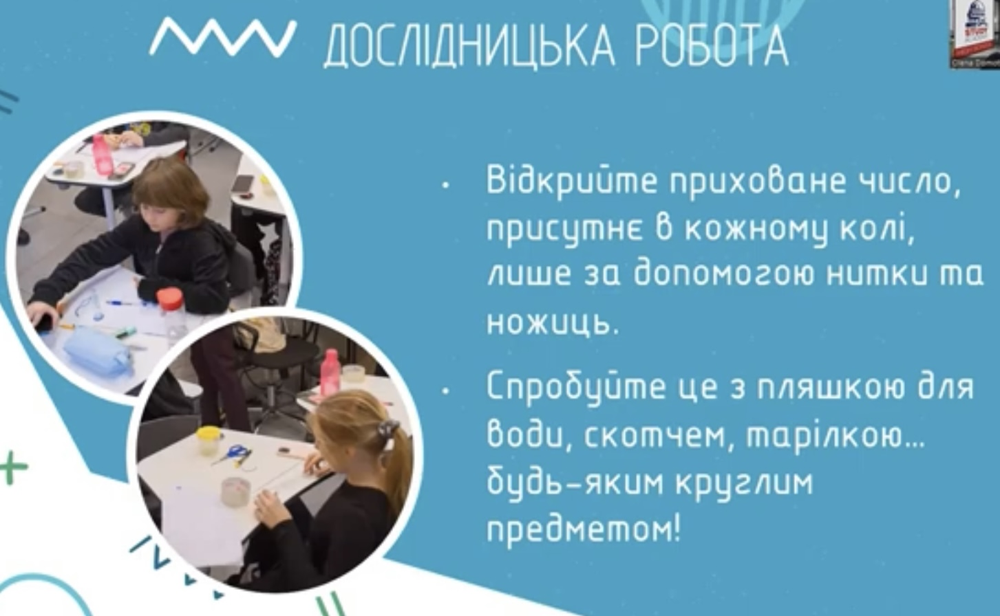 ДОСЛІДНИЦЬКА РОБОТА
STUDY
Відкрийте приховане число,
присутнє в кожному колі,
лише за допомогою нитки та
ножиць.
Спробуйте це з пляшкою для
води, скотчем, тарілкою...
будь-яким круглим
предметом!